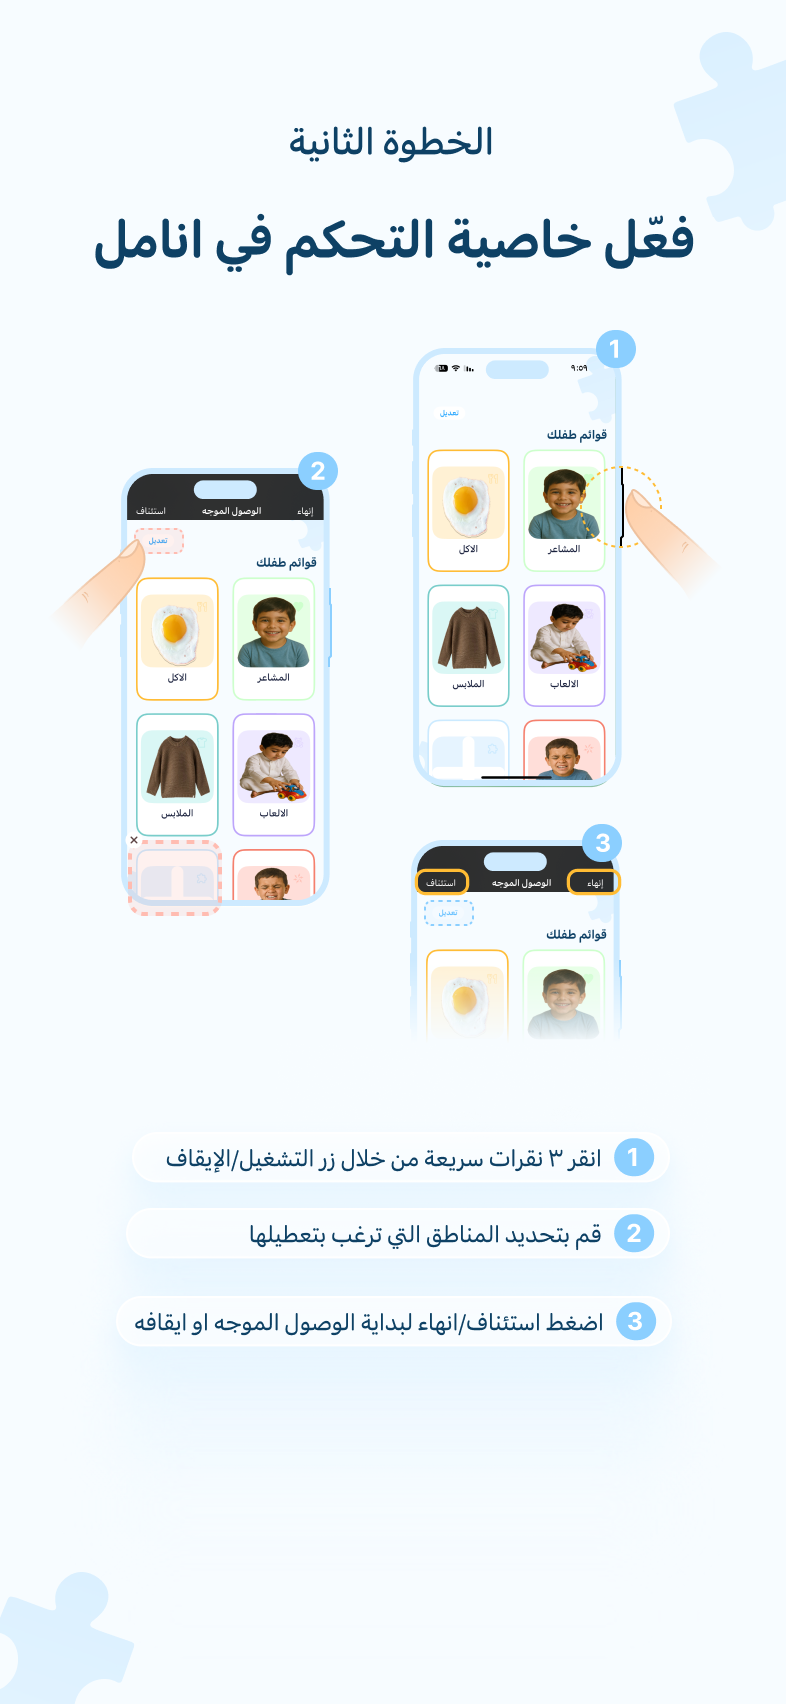 الخطوة الثانية
فعّل خاصية التحكم في انامل
1
٩:٥٩
تعديل
قوائم طفلك
المشاعر
الاكل
الالعاب
الملابس
2
إنهاء
الوصول الموجه
استئناف
تعديل
قوائم طفلك
المشاعر
الاكل
الالعاب
الملابس
3
إنهاء
الوصول الموجه
استئناف
تعديل
قوائم طفلك
1 انقر ٣ نقرات سريعة من خلال زر التشغيل/الإيقاف
2 قم بتحديد المناطق التي ترغب بتعطيلها
3 اضغط استئناف/انهاء لبداية الوصول الموجه او ايقافه